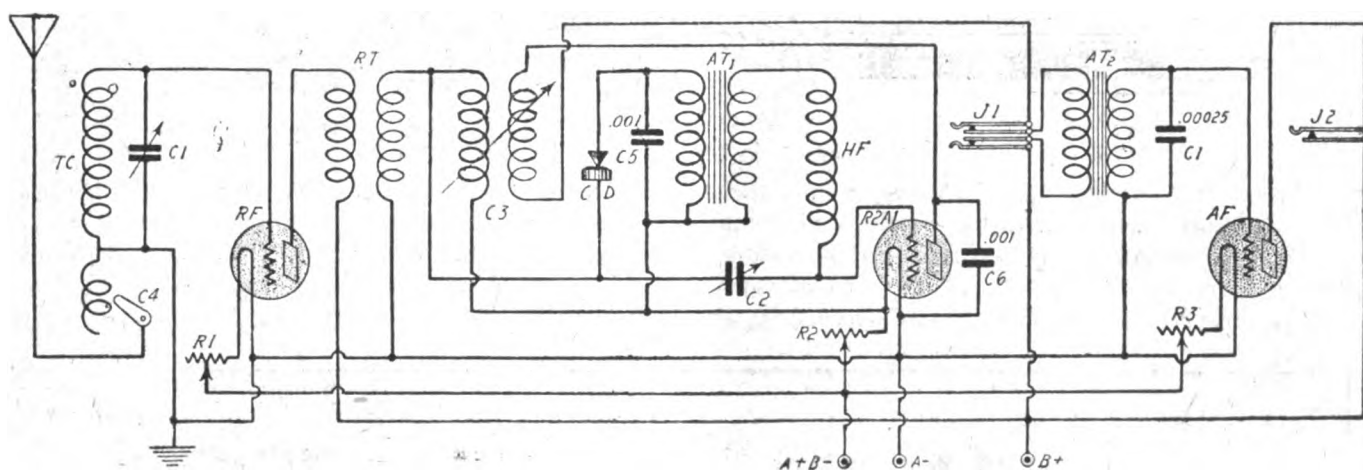 RT
AT₁
AT₂
TC
C1
RF
C4
R1
C3
.001
C5
C D
HF
C2
R2A1
R2
.001
C6
J1
.00025
C1
AF
R3
J2
A+B-
A-
B+